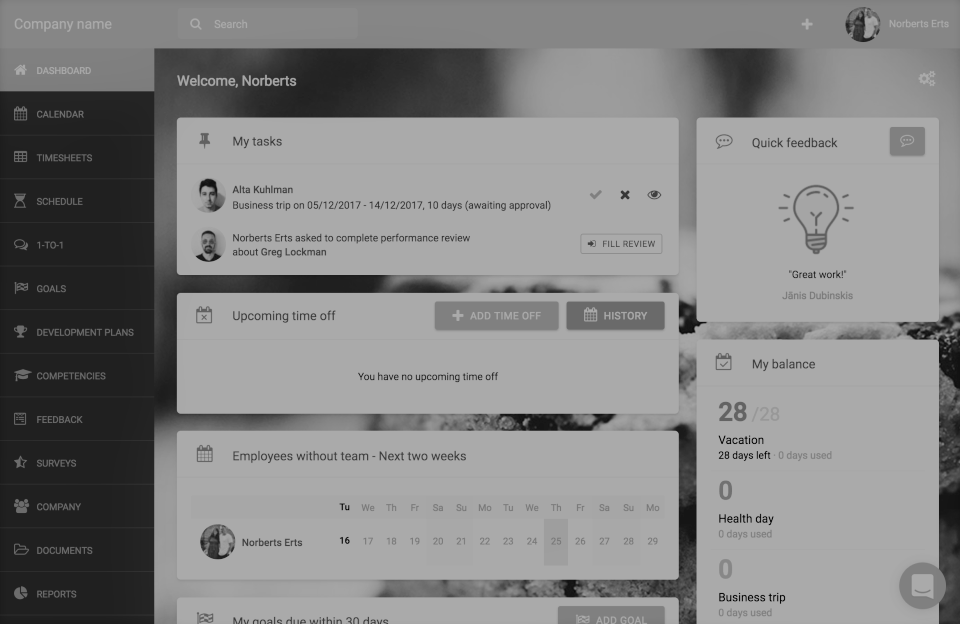 Company name
Search
Norberts Erts
DASHBOARD
CALENDAR
TIMESHEETS
SCHEDULE
1-TO-1
GOALS
DEVELOPMENT PLANS
COMPETENCIES
FEEDBACK
SURVEYS
COMPANY
DOCUMENTS
REPORTS
Welcome, Norberts
My tasks
Alta Kuhlman
Business trip on 05/12/2017 - 14/12/2017, 10 days (awaiting approval)
Norberts Erts asked to complete performance review
about Greg Lockman
FILL REVIEW
Upcoming time off
ADD TIME OFF
HISTORY
You have no upcoming time off
Employees without team - Next two weeks
Tu We Th Fr Sa Su Mo Tu We Th Fr Sa Su Mo
Norberts Erts
16 17 18 19 20 21 22 23 24 25 26 27 28 29
My goals due within 30 days
ADD GOAL
Quick feedback
"Great work!"
Jānis Dubinskis
My balance
28 /28
Vacation
28 days left · 0 days used
0
Health day
0 days used
0
Business trip
0 days used